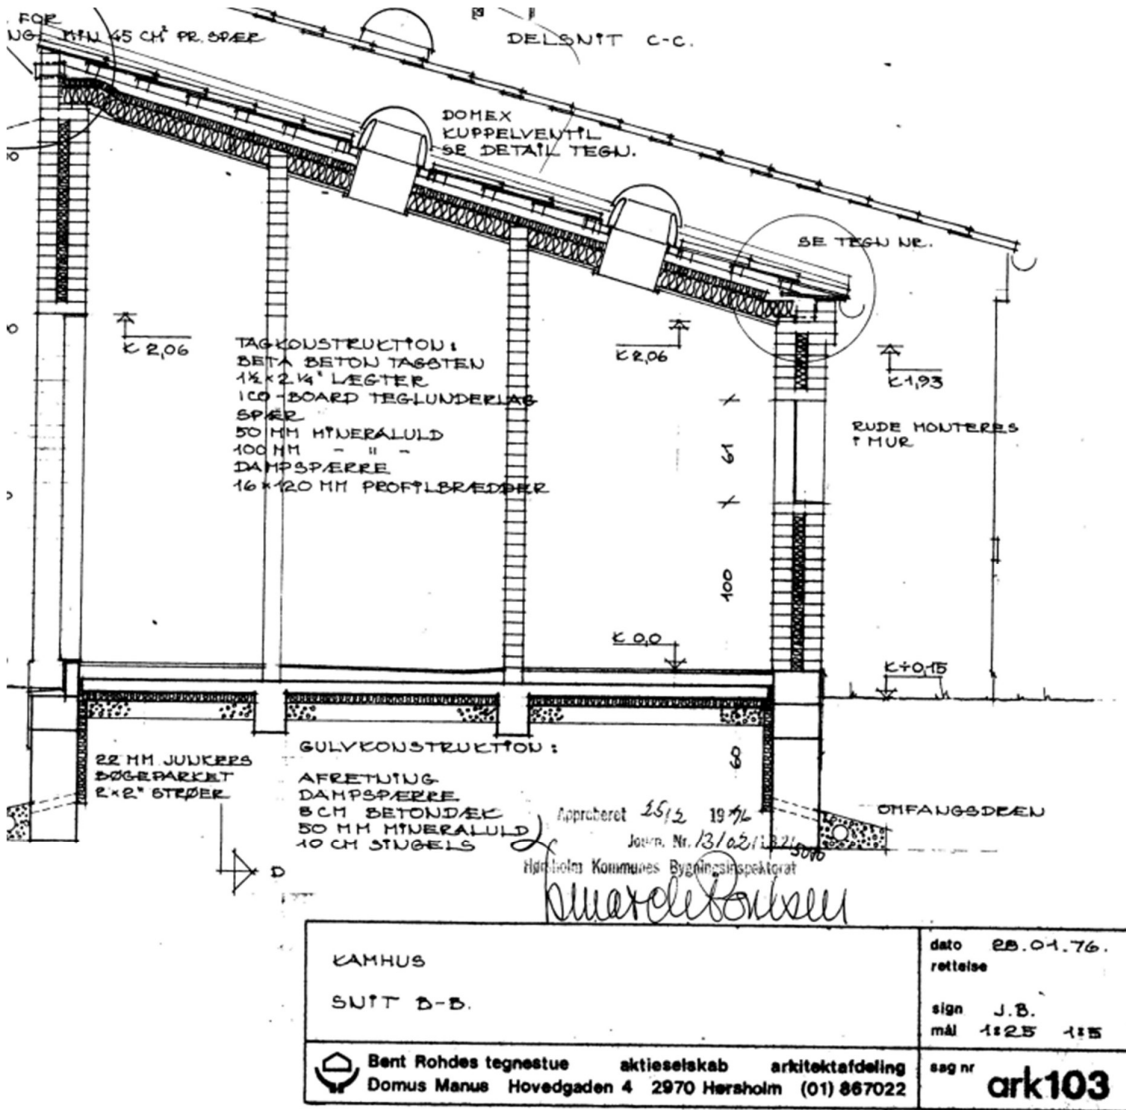 FOR
MIN 45 CM² PR. SPÆR
DELSNIT C-C.
DOMEX
KUPPELVENTIL
SE DETAIL TEGN.
SE TEGN NR.
K 2,06
K 2,06
K 1,93
TAGKONSTRUKTION:
BETA BETON TAGSTEN
1½ × 2¼" LÆGTER
ICO-BOARD TEGLUNDERLAG
SPÆR
50 MM MINERALULD
100 MM - " -
DAMPSPÆRRE
16 × 120 MM PROFILBRÆDDER
RUDE MONTERES
I MUR
61
100
K 0,0
K ÷ 0,15
22 MM JUNKERS
BØGEPARKET
2×2" STRØER
GULVKONSTRUKTION:
AFRETNING
DAMPSPÆRRE
8 CM BETONDÆK
50 MM MINERALULD
10 CM SINGELS
60
OMFANGSDRÆN
Approberet 25/2 1976
Journ. Nr.
Hørsholm Kommunes Bygningsinspektorat
D
KAMHUS
SNIT B-B.
dato 28.01.76.
rettelse
sign J.B.
mål 1:25 1:5
Bent Rohdes tegnestue aktieselskab arkitektafdeling
Domus Manus Hovedgaden 4 2970 Hørsholm (01) 867022
sag nr ark103